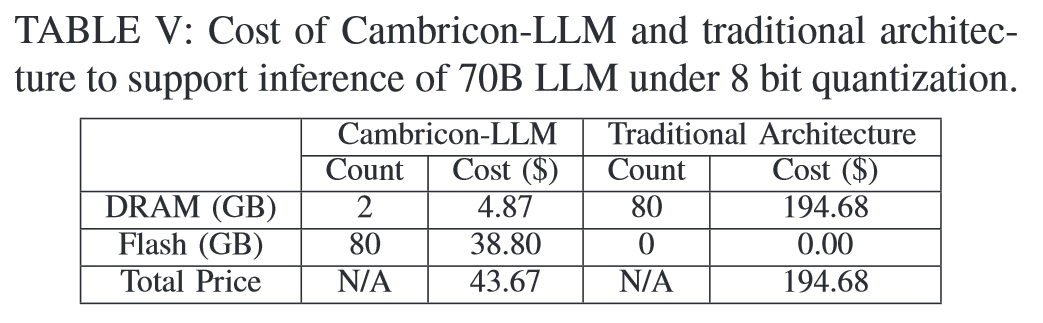 TABLE V: Cost of Cambricon-LLM and traditional architec-
ture to support inference of 70B LLM under 8 bit quantization.
Cambricon-LLM Traditional Architecture
Count Cost ($) Count Cost ($)
DRAM (GB) 2 4.87 80 194.68
Flash (GB) 80 38.80 0 0.00
Total Price N/A 43.67 N/A 194.68